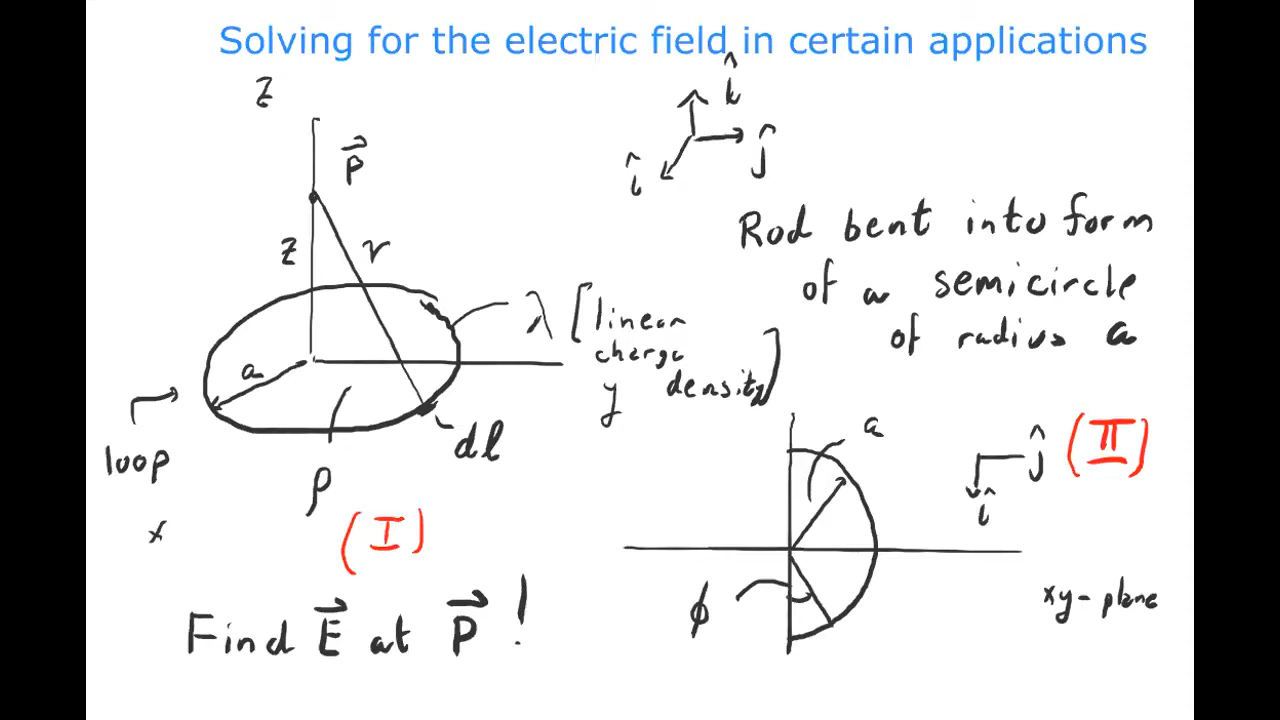 Solving for the electric field in certain applications
z
P⃗
z
r
a
loop
x
ρ
dl
λ [linear
charge
density]
y
(I)
Find E⃗ at P⃗ !
k̂
ĵ
î
Rod bent into form
of a semicircle
of radius a
a
ĵ
î
(II)
ϕ
xy-plane